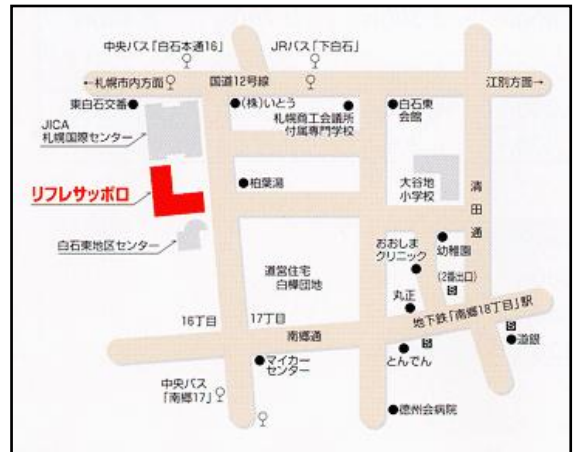 中央バス「白石本通16」
JRバス「下白石」
←札幌市内方面
国道12号線
江別方面→
東白石交番
(株)いとう
札幌商工会議所
付属専門学校
白石東
会館
JICA
札幌国際センター
リフレサッポロ
柏葉湯
大谷地
小学校
清田通
白石東地区センター
おおしま
クリニック
幼稚園
道営住宅
白樺団地
(2番出口)
S
丸正
地下鉄「南郷18丁目」駅
16丁目
17丁目
南郷通
S
S
道銀
マイカー
センター
とんでん
中央バス
「南郷17」
徳州会病院